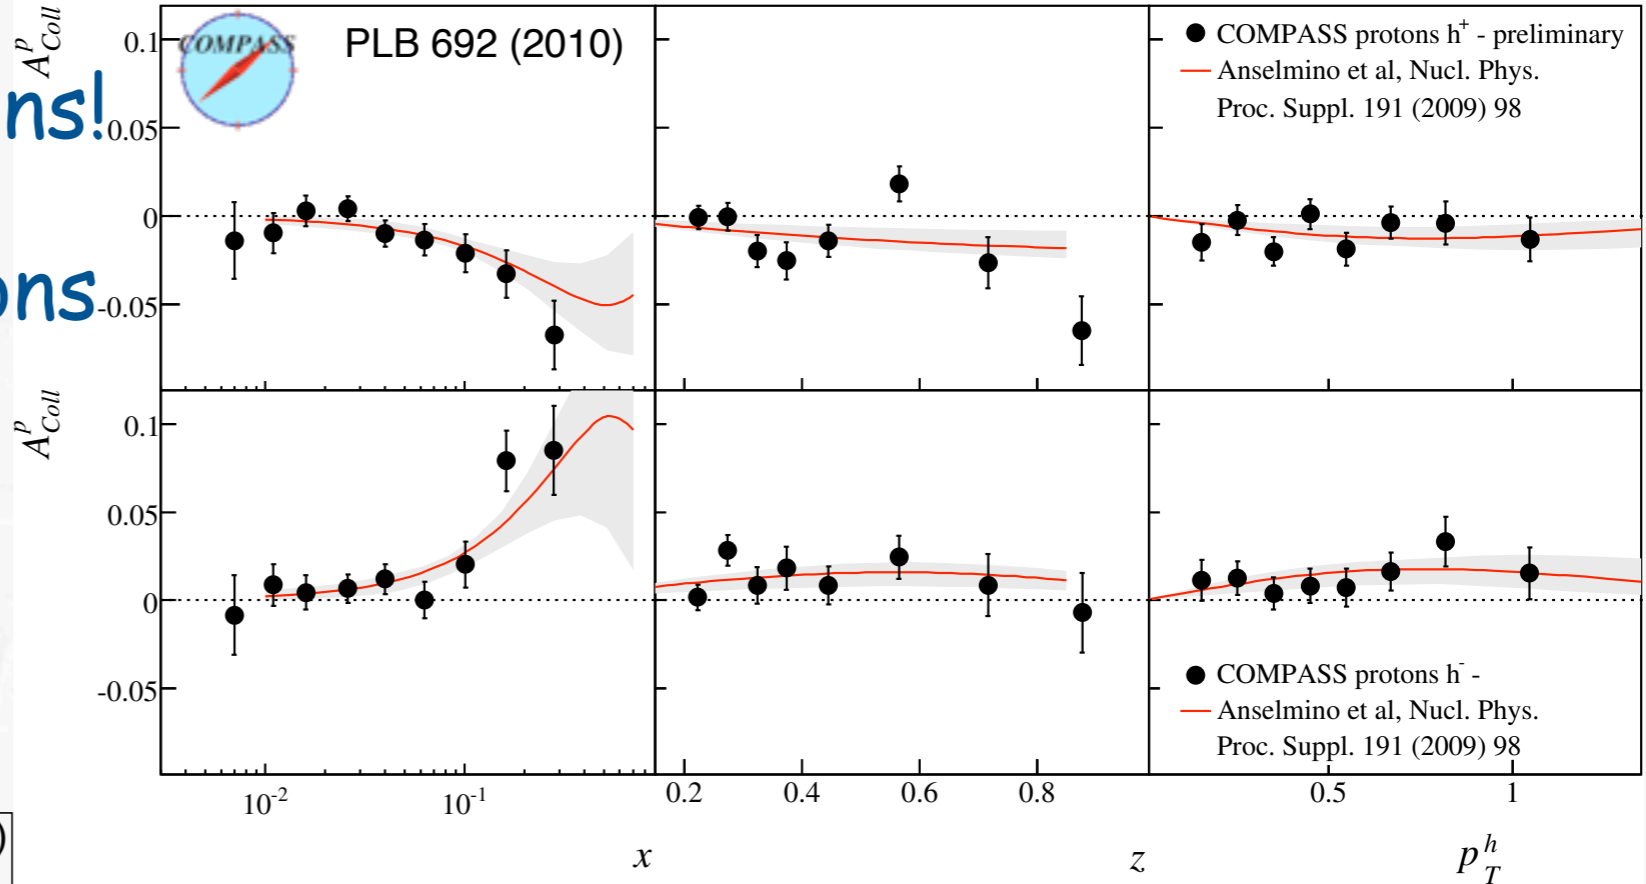 A^p_Coll
COMPASS
PLB 692 (2010)
ns!
ons
0.1
0.05
0
-0.05
COMPASS protons h⁺ - preliminary
Anselmino et al, Nucl. Phys.
Proc. Suppl. 191 (2009) 98
A^p_Coll
0.1
0.05
0
-0.05
COMPASS protons h⁻ -
Anselmino et al, Nucl. Phys.
Proc. Suppl. 191 (2009) 98
10⁻² 10⁻¹
0.2 0.4 0.6 0.8
0.5 1
x
z
p_T^h
)